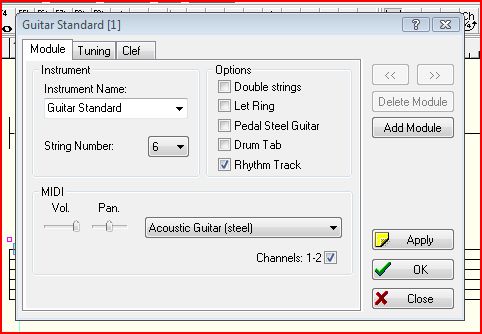 Guitar Standard [1]
Module Tuning Clef
Instrument
Instrument Name:
Guitar Standard
String Number: 6
Options
Double strings
Let Ring
Pedal Steel Guitar
Drum Tab
Rhythm Track
MIDI
Vol. Pan.
Acoustic Guitar (steel)
Channels: 1-2
<< >>
Delete Module
Add Module
Apply
OK
Close
Ch